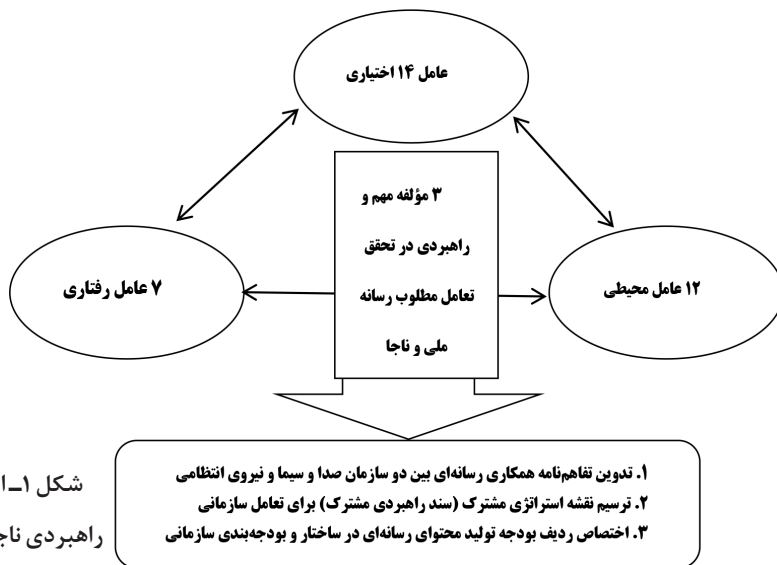 عامل ۱۴ اختیاری
۳ مؤلفه مهم و
راهبردی در تحقق
تعامل مطلوب رسانه
ملی و ناجا
۱۲ عامل محیطی
۷ عامل رفتاری
۱. تدوین تفاهم‌نامه همکاری رسانه‌ای بین دو سازمان صدا و سیما و نیروی انتظامی
۲. ترسیم نقشه استراتژی مشترک (سند راهبردی مشترک) برای تعامل سازمانی
۳. اختصاص ردیف بودجه تولید محتوای رسانه‌ای در ساختار و بودجه‌بندی سازمانی
شکل ۱ـ ا
راهبردی ناج